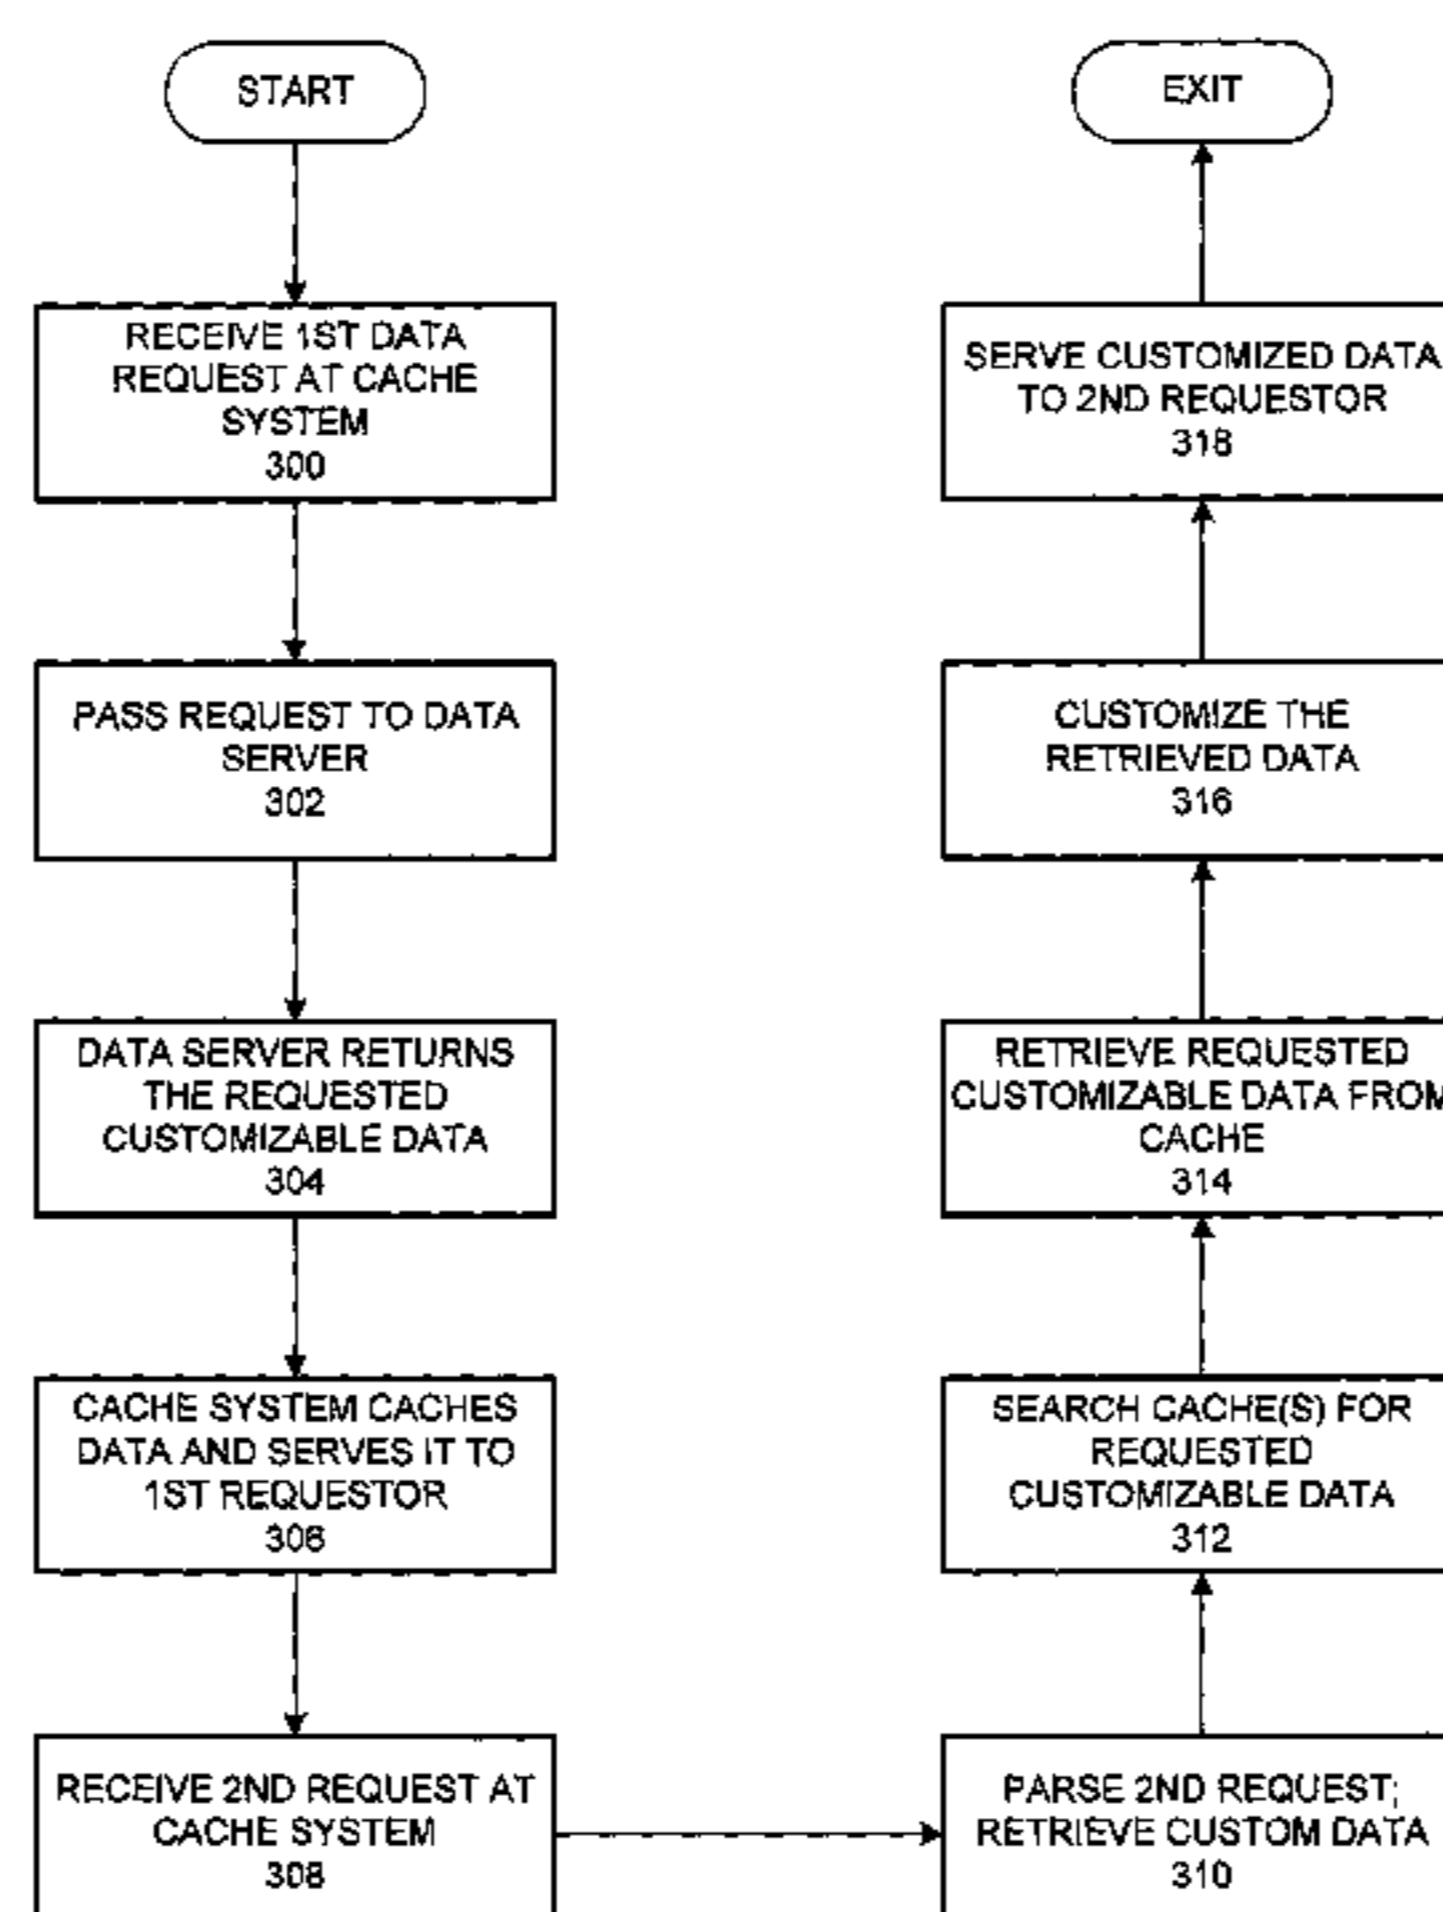 START
RECEIVE 1ST DATA
REQUEST AT CACHE
SYSTEM
300
PASS REQUEST TO DATA
SERVER
302
DATA SERVER RETURNS
THE REQUESTED
CUSTOMIZABLE DATA
304
CACHE SYSTEM CACHES
DATA AND SERVES IT TO
1ST REQUESTOR
306
RECEIVE 2ND REQUEST AT
CACHE SYSTEM
308
PARSE 2ND REQUEST;
RETRIEVE CUSTOM DATA
310
SEARCH CACHE(S) FOR
REQUESTED
CUSTOMIZABLE DATA
312
RETRIEVE REQUESTED
CUSTOMIZABLE DATA FROM
CACHE
314
CUSTOMIZE THE
RETRIEVED DATA
316
SERVE CUSTOMIZED DATA
TO 2ND REQUESTOR
318
EXIT